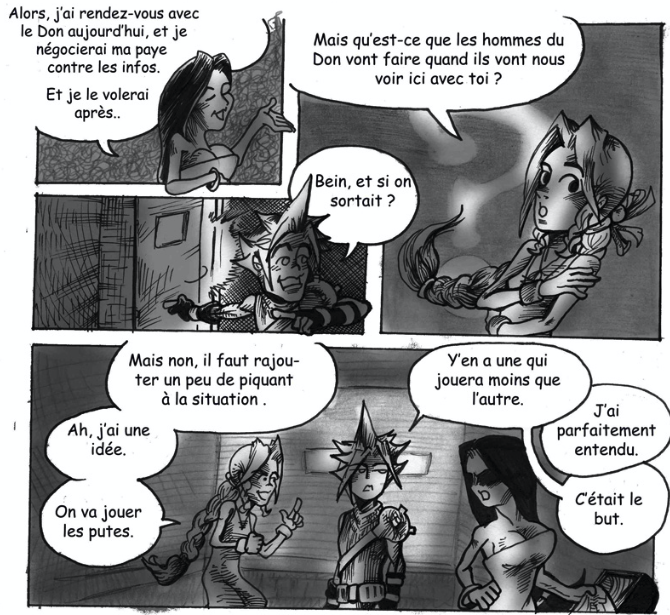 Alors, j'ai rendez-vous avec
le Don aujourd'hui, et je
négocierai ma paye
contre les infos.
Et je le volerai
après..
Mais qu'est-ce que les hommes du
Don vont faire quand ils vont nous
voir ici avec toi ?
Bein, et si on
sortait ?
Mais non, il faut rajou-
ter un peu de piquant
à la situation .
Ah, j'ai une
idée.
On va jouer
les putes.
Y'en a une qui
jouera moins que
l'autre.
J'ai
parfaitement
entendu.
C'était le
but.